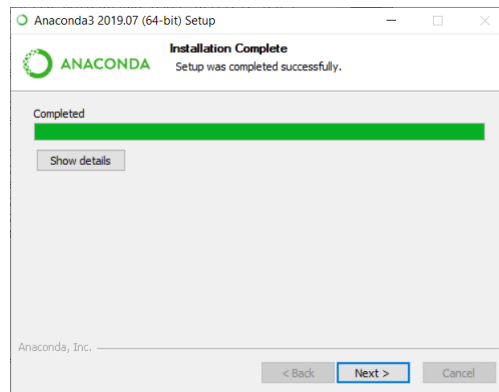 Anaconda3 2019.07 (64-bit) Setup
ANACONDA
Installation Complete
Setup was completed successfully.
Completed
Show details
Anaconda, Inc.
< Back
Next >
Cancel